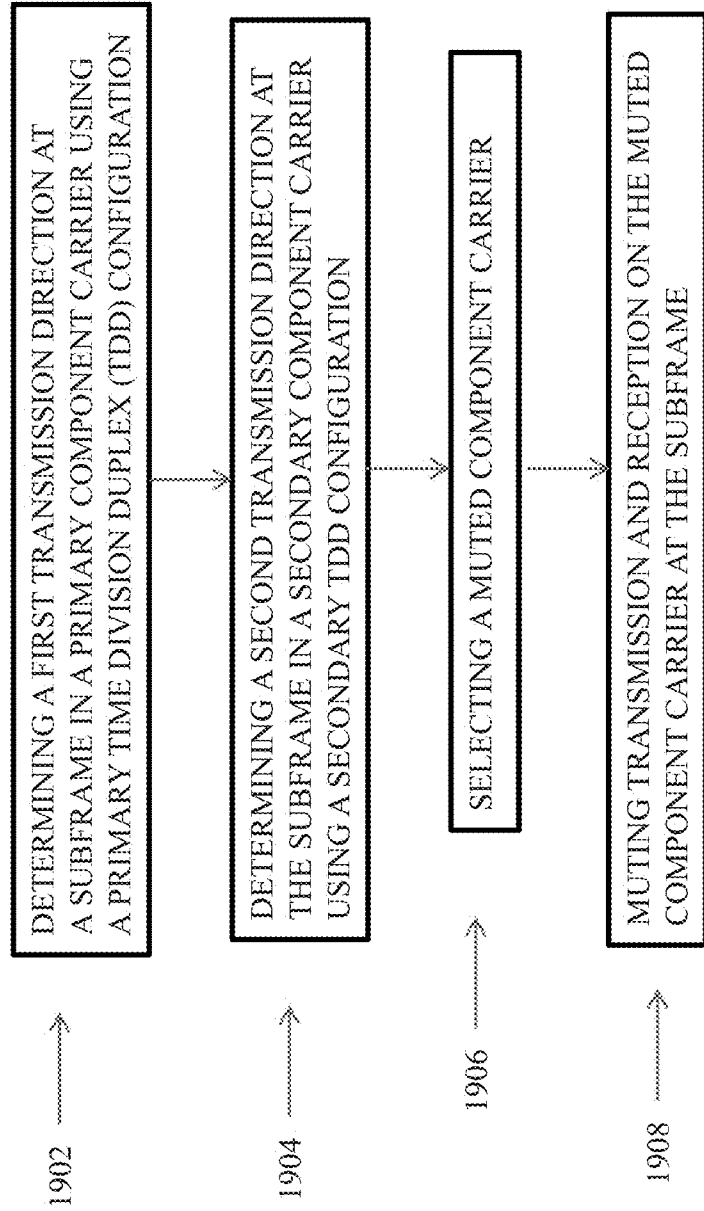 1902
DETERMINING A FIRST TRANSMISSION DIRECTION AT
A SUBFRAME IN A PRIMARY COMPONENT CARRIER USING
A PRIMARY TIME DIVISION DUPLEX (TDD) CONFIGURATION
1904
DETERMINING A SECOND TRANSMISSION DIRECTION AT
THE SUBFRAME IN A SECONDARY COMPONENT CARRIER
USING A SECONDARY TDD CONFIGURATION
1906
SELECTING A MUTED COMPONENT CARRIER
1908
MUTING TRANSMISSION AND RECEPTION ON THE MUTED
COMPONENT CARRIER AT THE SUBFRAME